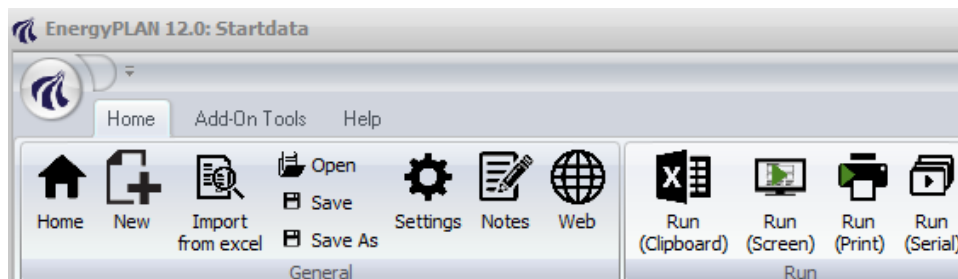 EnergyPLAN 12.0: Startdata
Home Add-On Tools Help
Home
New
Import
from excel
Open
Save
Save As
Settings
Notes
Web
Run
(Clipboard)
Run
(Screen)
Run
(Print)
Run
(Serial)
General
Run